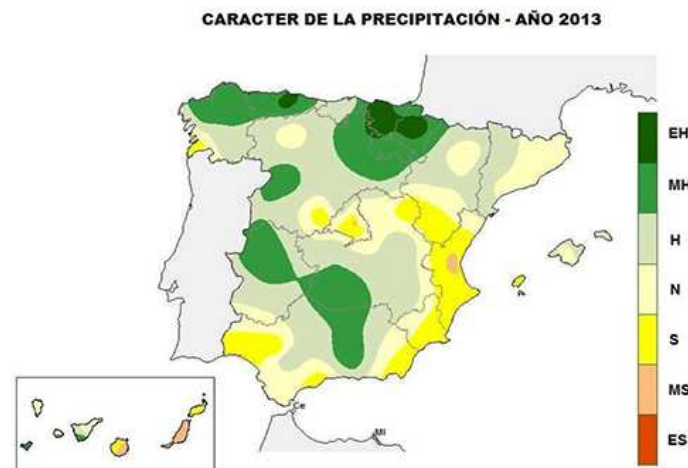 CARACTER DE LA PRECIPITACIÓN - AÑO 2013
EH
MH
H
N
S
MS
ES
Ce
Ml